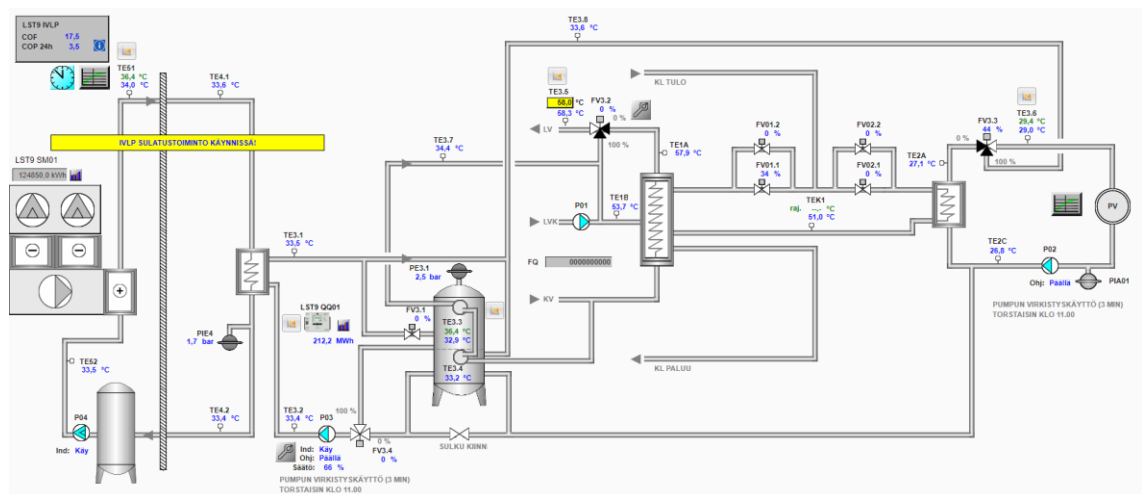 LST9 IVLP
COF 17,5
COP 24h 3,5
TE51
36,4 °C
34,0 °C
TE4.1
33,6 °C
IVLP SULATUSTOIMINTO KÄYNNISSÄ!
LST9 SM01
124850,0 kWh
TE52
33,5 °C
P04
Ind: Käy
TE4.2
33,4 °C
PIE4
1,7 bar
TE3.1
33,5 °C
TE3.2
33,4 °C
P03
Ind: Käy
Ohj: Päällä
Säätö: 66 %
PUMPUN VIRKISTYSKÄYTTÖ (3 MIN)
TORSTAISIN KLO 11.00
LST9 QQ01
212,2 MWh
100 %
0 %
FV3.4
0 %
FV3.1
0 %
PE3.1
2,5 bar
TE3.3
36,4 °C
32,9 °C
TE3.4
33,2 °C
SULKU KIINNI
TE3.7
34,4 °C
TE3.8
33,6 °C
TE3.5
58,0 °C
58,3 °C
FV3.2
0 %
0 %
100 %
LV
LVK
P01
TE1B
53,7 °C
TE1A
57,9 °C
FQ 0000000000
KV
KL TULO
KL PALUU
FV01.2
0 %
FV01.1
34 %
FV02.2
0 %
FV02.1
0 %
TEK1
raj. --,- °C
51,0 °C
TE2A
27,1 °C
FV3.3
44 %
0 %
100 %
TE3.6
29,4 °C
29,0 °C
PV
TE2C
26,8 °C
P02
Ohj: Päällä
PIA01
PUMPUN VIRKISTYSKÄYTTÖ (3 MIN)
TORSTAISIN KLO 11.00